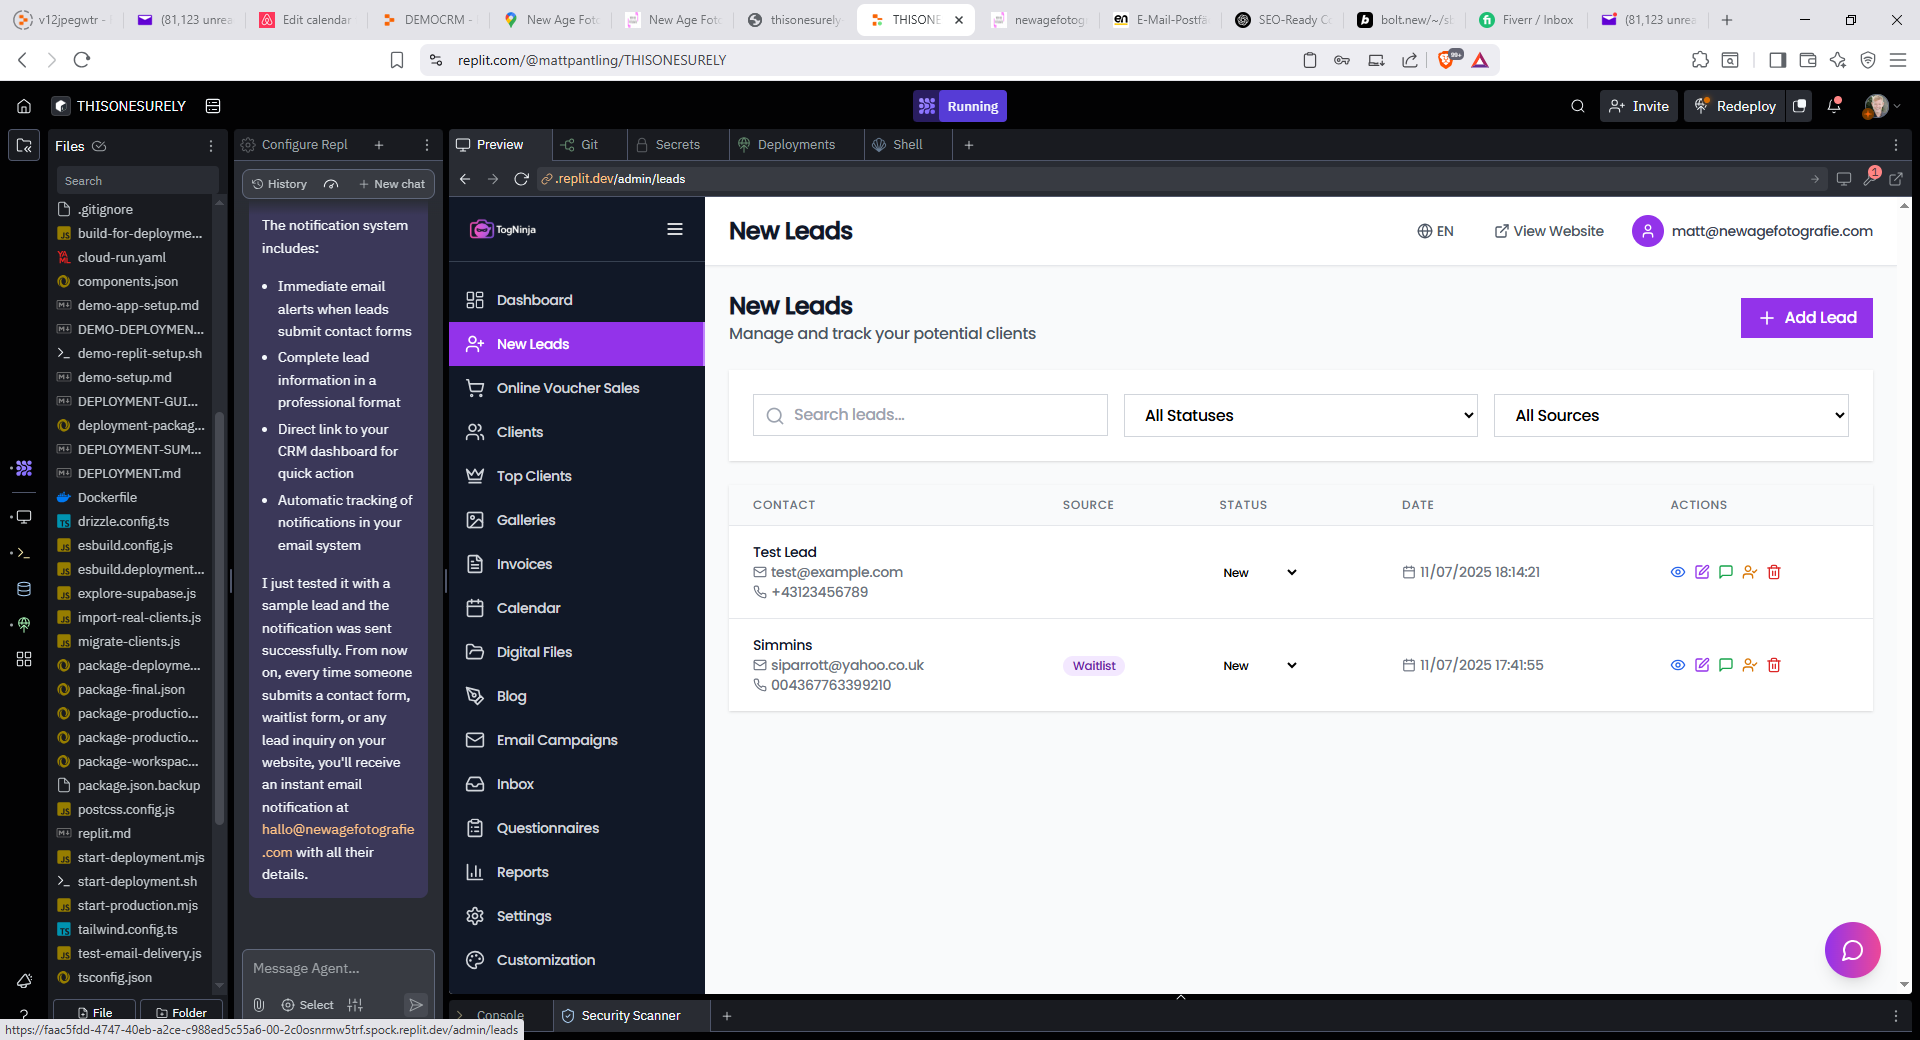 v12jpegwtr -
(81,123 unrea
Edit calendar
DEMOCRM -
New Age Foto
New Age Foto
thisonesurely
THISONE
newagefotog
E-Mail-Postfä
SEO-Ready Co
bolt.new/~/sb
Fiverr / Inbox
(81,123 unrea
replit.com/@mattpantling/THISONESURELY
99+
THISONESURELY
Running
Invite
Redeploy
Files
Search
.gitignore
build-for-deployme...
cloud-run.yaml
components.json
demo-app-setup.md
DEMO-DEPLOYMEN...
demo-replit-setup.sh
demo-setup.md
DEPLOYMENT-GUI...
deployment-packag...
DEPLOYMENT-SUM...
DEPLOYMENT.md
Dockerfile
drizzle.config.ts
esbuild.config.js
esbuild.deployment...
explore-supabase.js
import-real-clients.js
migrate-clients.js
package-deployme...
package-final.json
package-productio...
package-productio...
package-workspac...
package.json.backup
postcss.config.js
replit.md
start-deployment.mjs
start-deployment.sh
start-production.mjs
tailwind.config.ts
test-email-delivery.js
tsconfig.json
File
Folder
Configure Repl
History
New chat
The notification system
includes:
• Immediate email
alerts when leads
submit contact forms
• Complete lead
information in a
professional format
• Direct link to your
CRM dashboard for
quick action
• Automatic tracking of
notifications in your
email system
I just tested it with a
sample lead and the
notification was sent
successfully. From now
on, every time someone
submits a contact form,
waitlist form, or any
lead inquiry on your
website, you'll receive
an instant email
notification at
hallo@newagefotografie
.com with all their
details.
Message Agent...
Select
Preview
Git
Secrets
Deployments
Shell
.replit.dev/admin/leads
1
TogNinja
Dashboard
New Leads
Online Voucher Sales
Clients
Top Clients
Galleries
Invoices
Calendar
Digital Files
Blog
Email Campaigns
Inbox
Questionnaires
Reports
Settings
Customization
New Leads
EN
View Website
matt@newagefotografie.com
New Leads
Manage and track your potential clients
Add Lead
Search leads...
All Statuses
All Sources
CONTACT SOURCE STATUS DATE ACTIONS
Test Lead
test@example.com
+43123456789
New
11/07/2025 18:14:21
Simmins
siparrott@yahoo.co.uk
004367763399210
Waitlist
New
11/07/2025 17:41:55
Console
Security Scanner
https://faac5fdd-4747-40eb-a2ce-c988ed5c55a6-00-2c0osnrmw5trf.spock.replit.dev/admin/leads